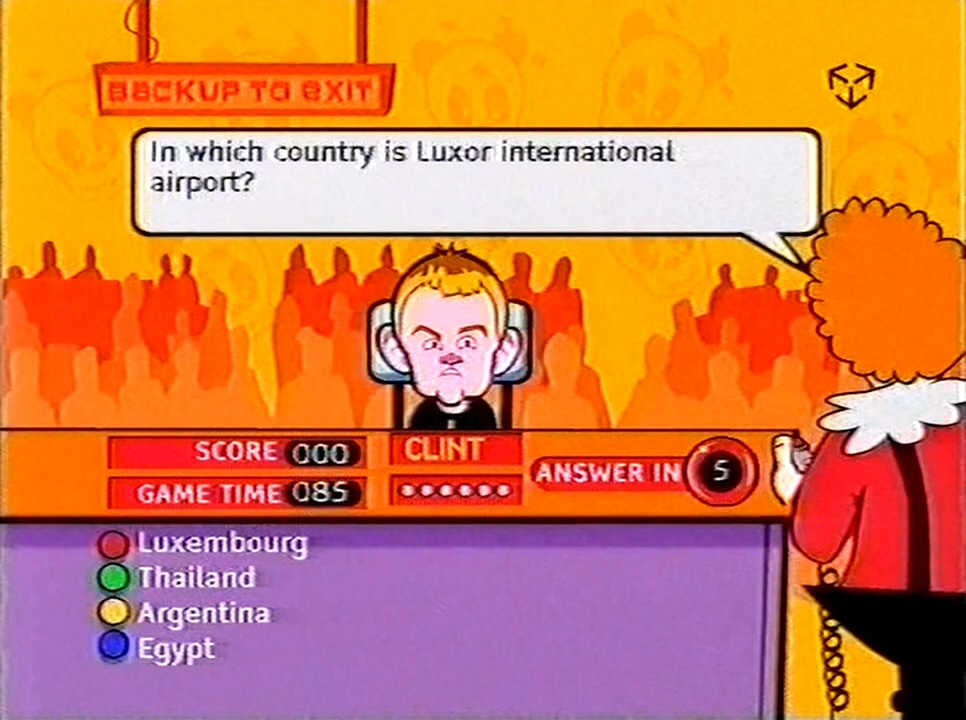 BACKUP TO EXIT
In which country is Luxor international
airport?
SCORE 000
CLINT
GAME TIME 085
ANSWER IN 5
Luxembourg
Thailand
Argentina
Egypt